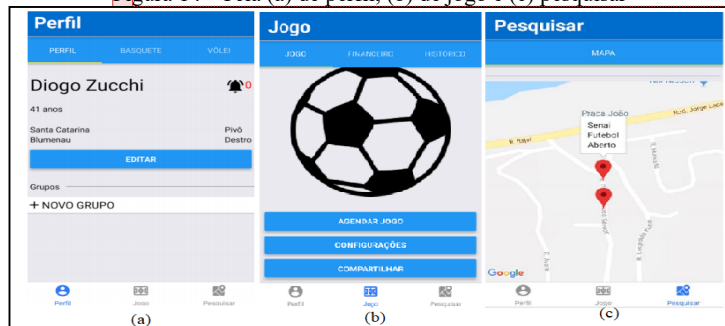 Perfil
PERFIL BASQUETE VÔLEI
Diogo Zucchi 0
41 anos
Santa Catarina Pivô
Blumenau Destro
EDITAR
Grupos
+ NOVO GRUPO
Perfil Jogo Pesquisar
(a)
Jogo
JOGO FINANCEIRO HISTÓRICO
AGENDAR JOGO
CONFIGURAÇÕES
COMPARTILHAR
Perfil Jogo Pesquisar
(b)
Pesquisar
MAPA
Praça João
Senai
Futebol
Aberto
R. Itajaí
Google
Perfil Jogo Pesquisar
(c)